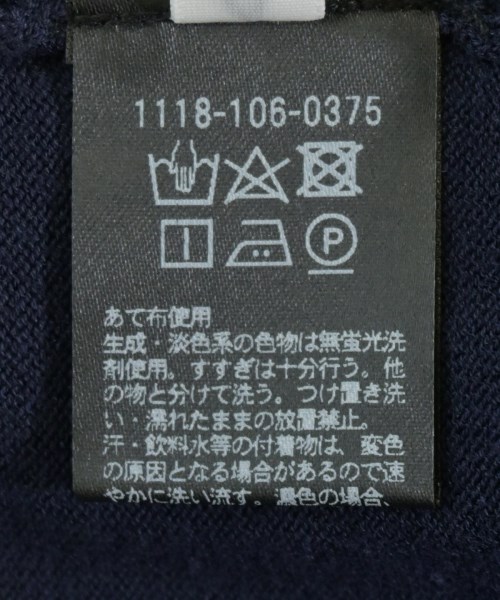 1118-106-0375
P
あて布使用
生成・淡色系の色物は無蛍光洗
剤使用。すすぎは十分行う。他
の物と分けて洗う。つけ置き洗
い・濡れたままの放置禁止。
汗・飲料水等の付着物は、変色
の原因となる場合があるので速
やかに洗い流す。濃色の場合、